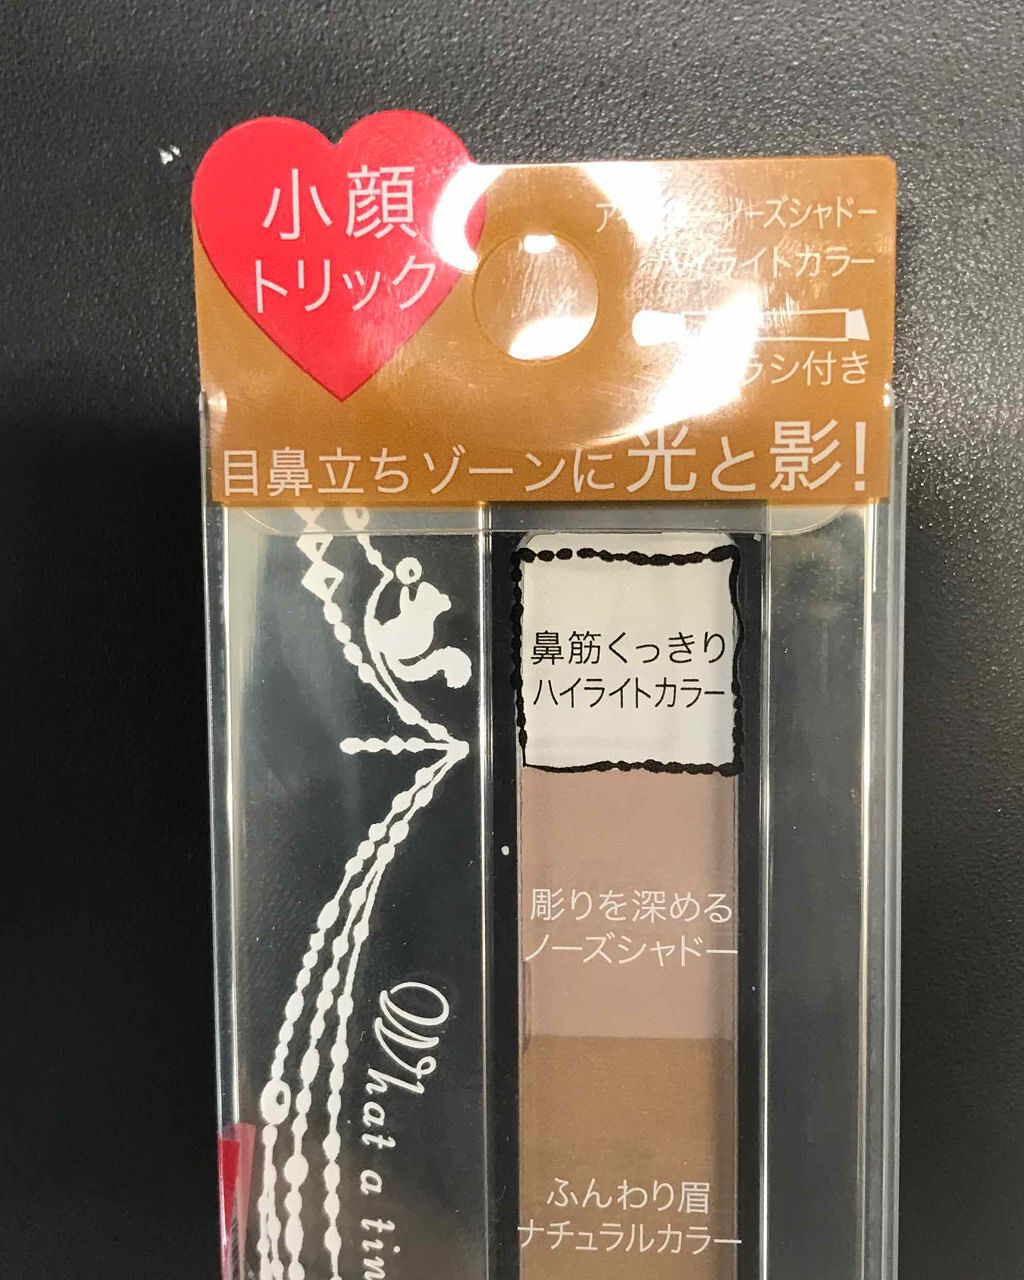 小顔
トリック
ノーズシャドー
ハイライトカラー
ブラシ付き
目鼻立ちゾーンに光と影!
鼻筋くっきり
ハイライトカラー
彫りを深める
ノーズシャドー
ふんわり眉
ナチュラルカラー
What a